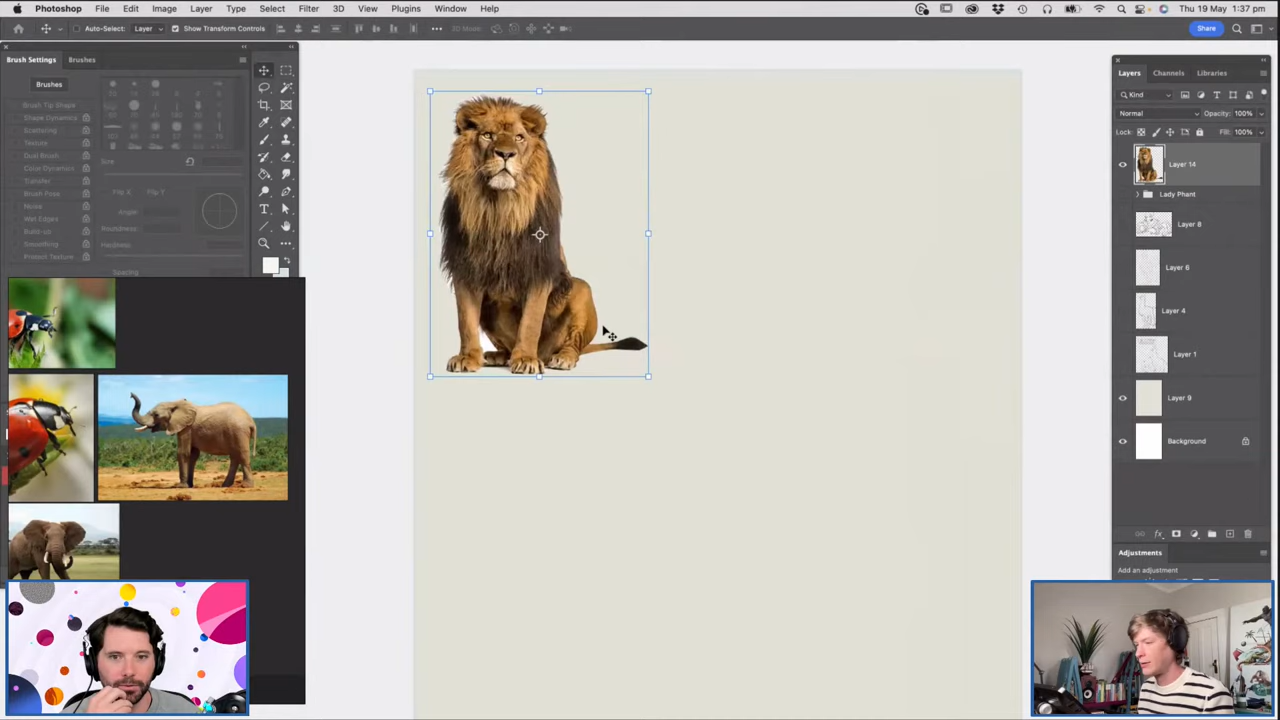 Photoshop File Edit Image Layer Type Select Filter 3D View Plugins Window Help Thu 19 May 1:37 pm
Auto-Select: Layer Show Transform Controls 3D Mode: Share
Brush Settings Brushes
Brushes
Brush Tip Shape
Shape Dynamics
Scattering
Texture
Dual Brush
Color Dynamics
Transfer
Brush Pose
Noise
Wet Edges
Build-up
Smoothing
Protect Texture
Size
Flip X Flip Y
Angle:
Roundness:
Hardness
Spacing
Layers Channels Libraries
Kind
Normal Opacity: 100%
Lock: Fill: 100%
Layer 14
Lady Phant
Layer 8
Layer 6
Layer 4
Layer 1
Layer 9
Background
Adjustments
Add an adjustment